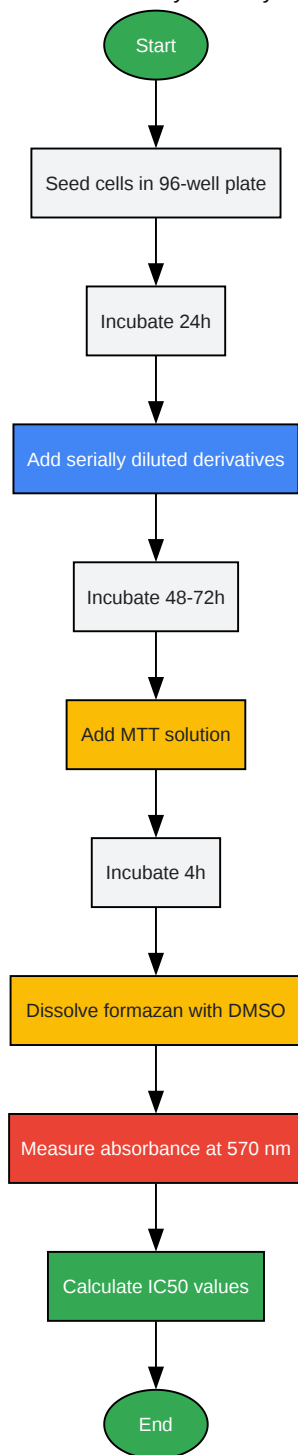 Start
Seed cells in 96-well plate
Incubate 24h
Add serially diluted derivatives
Incubate 48-72h
Add MTT solution
Incubate 4h
Dissolve formazan with DMSO
Measure absorbance at 570 nm
Calculate IC50 values
End